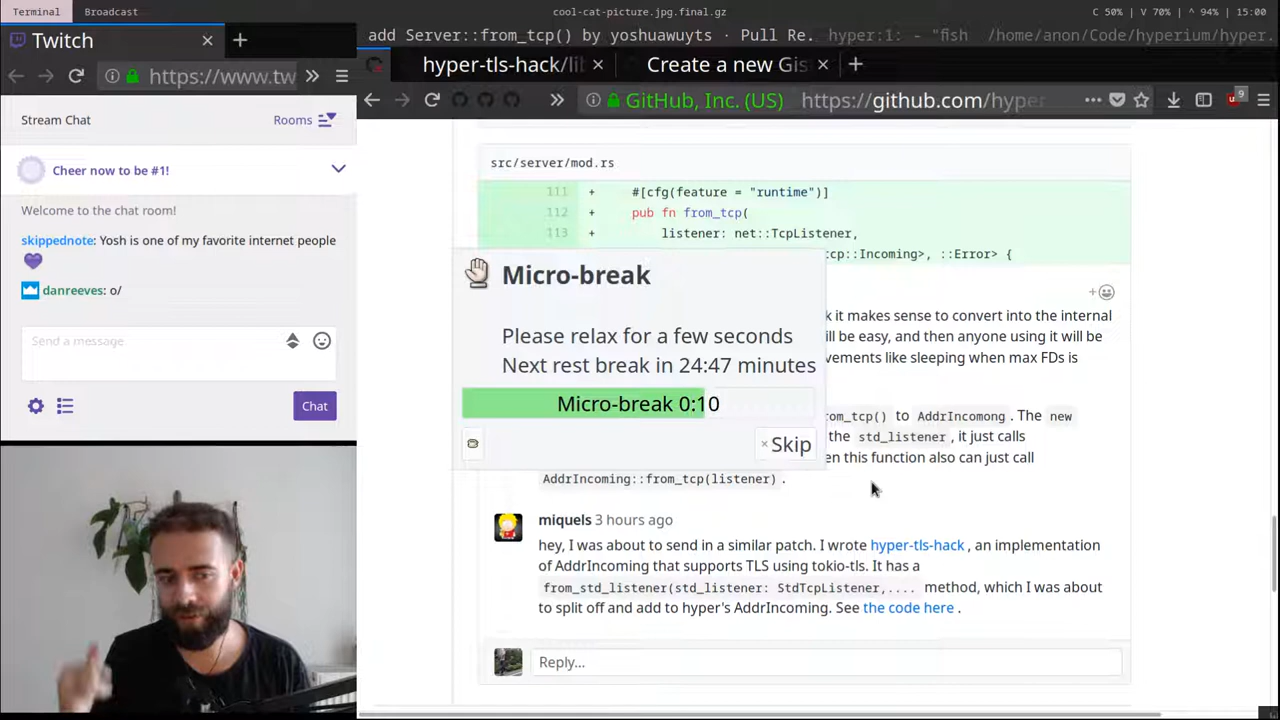 Terminal
Broadcast
cool-cat-picture.jpg.final.gz
C 50% | V 70% | ^ 94% | 15:00
Twitch
add Server::from_tcp() by yoshuawuyts · Pull Re.
hyper:1: - "fish
/home/anon/Code/hyperium/hyper.
https://www.tw
hyper-tls-hack/lib
Create a new Gis
GitHub, Inc. (US)
https://github.com/hyper
9
Stream Chat
Rooms
Cheer now to be #1!
Welcome to the chat room!
skippednote: Yosh is one of my favorite internet people
danreeves: o/
Send a message
Chat
src/server/mod.rs
111 + #[cfg(feature = "runtime")]
112 + pub fn from_tcp(
113 + listener: net::TcpListener,
cp::Incoming>, ::Error> {
Micro-break
Please relax for a few seconds
Next rest break in 24:47 minutes
Micro-break 0:10
Skip
k it makes sense to convert into the internal
ill be easy, and then anyone using it will be
vements like sleeping when max FDs is
rom_tcp() to AddrIncomong. The new
the std_listener, it just calls
en this function also can just call
AddrIncoming::from_tcp(listener).
miquels 3 hours ago
hey, I was about to send in a similar patch. I wrote hyper-tls-hack, an implementation
of AddrIncoming that supports TLS using tokio-tls. It has a
from_std_listener(std_listener: StdTcpListener,.... method, which I was about
to split off and add to hyper's AddrIncoming. See the code here.
Reply...